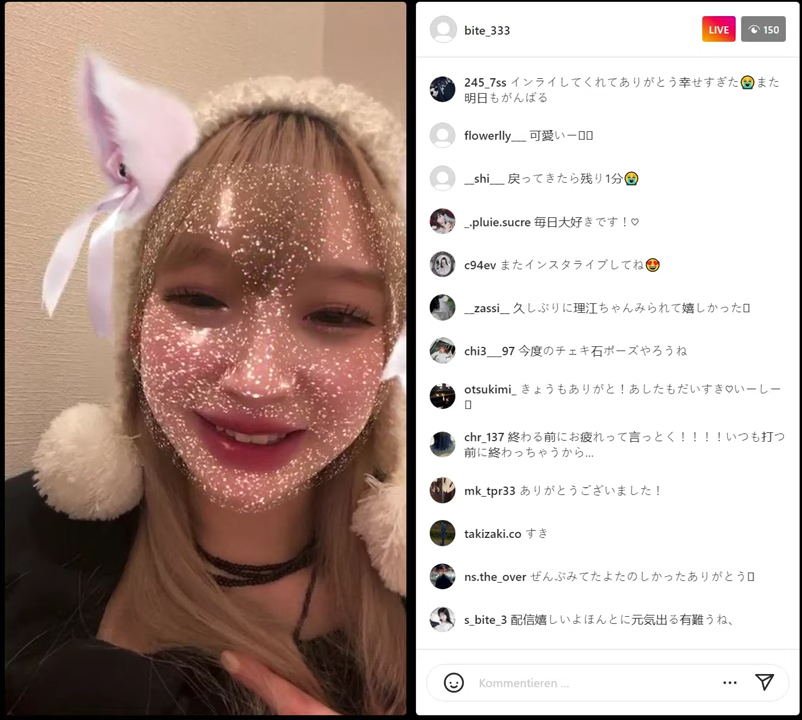 bite_333
LIVE
150
245_7ss インライしてくれてありがとう幸せすぎた😭また
明日もがんばる
flowerlly___ 可愛いー▯▯
__shi___ 戻ってきたら残り1分😭
_.pluie.sucre 毎日大好きです！♡
c94ev またインスタライブしてね😍
__zassi__ 久しぶりに理江ちゃんみられて嬉しかった▯
chi3___97 今度のチェキ石ポーズやろうね
otsukimi_ きょうもありがと！あしたもだいすき♡いーしー
▯
chr_137 終わる前にお疲れって言っとく！！！！いつも打つ
前に終わっちゃうから...
mk_tpr33 ありがとうございました！
takizaki.co すき
ns.the_over ぜんぶみてたよたのしかったありがとう▯
s_bite_3 配信嬉しいよほんとに元気出る有難うね、
Kommentieren ...